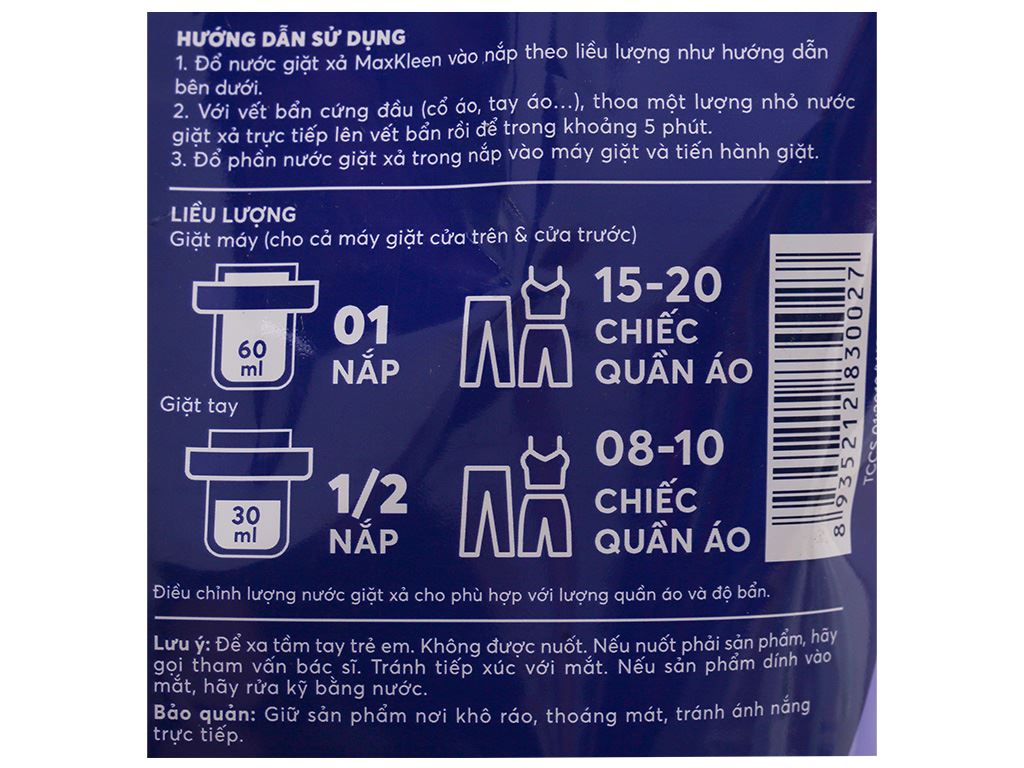 HƯỚNG DẪN SỬ DỤNG
1. Đổ nước giặt xả MaxKleen vào nắp theo liều lượng như hướng dẫn
bên dưới.
2. Với vết bẩn cứng đầu (cổ áo, tay áo...), thoa một lượng nhỏ nước
giặt xả trực tiếp lên vết bẩn rồi để trong khoảng 5 phút.
3. Đổ phần nước giặt xả trong nắp vào máy giặt và tiến hành giặt.
LIỀU LƯỢNG
Giặt máy (cho cả máy giặt cửa trên & cửa trước)
60
ml
01
NẮP
15-20
CHIẾC
QUẦN ÁO
Giặt tay
30
ml
1/2
NẮP
08-10
CHIẾC
QUẦN ÁO
8 935212 830027
TCCS
Điều chỉnh lượng nước giặt xả cho phù hợp với lượng quần áo và độ bẩn.
Lưu ý: Để xa tầm tay trẻ em. Không được nuốt. Nếu nuốt phải sản phẩm, hãy
gọi tham vấn bác sĩ. Tránh tiếp xúc với mắt. Nếu sản phẩm dính vào
mắt, hãy rửa kỹ bằng nước.
Bảo quản: Giữ sản phẩm nơi khô ráo, thoáng mát, tránh ánh nắng
trực tiếp.